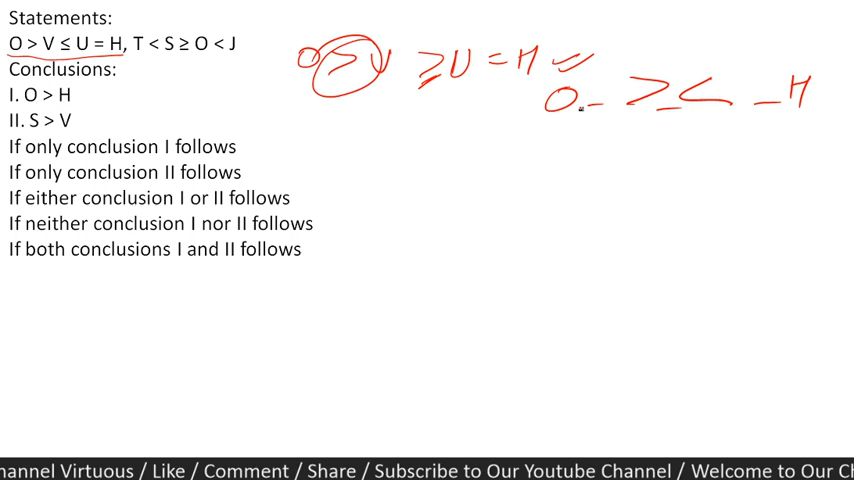 Statements:
O > V ≤ U = H, T < S ≥ O < J
Conclusions:
I. O > H
II. S > V
If only conclusion I follows
If only conclusion II follows
If either conclusion I or II follows
If neither conclusion I nor II follows
If both conclusions I and II follows
O > V ≥ U = H
O - > < - H
hannel Virtuous / Like / Comment / Share / Subscribe to Our Youtube Channel / Welcome to Our Ch